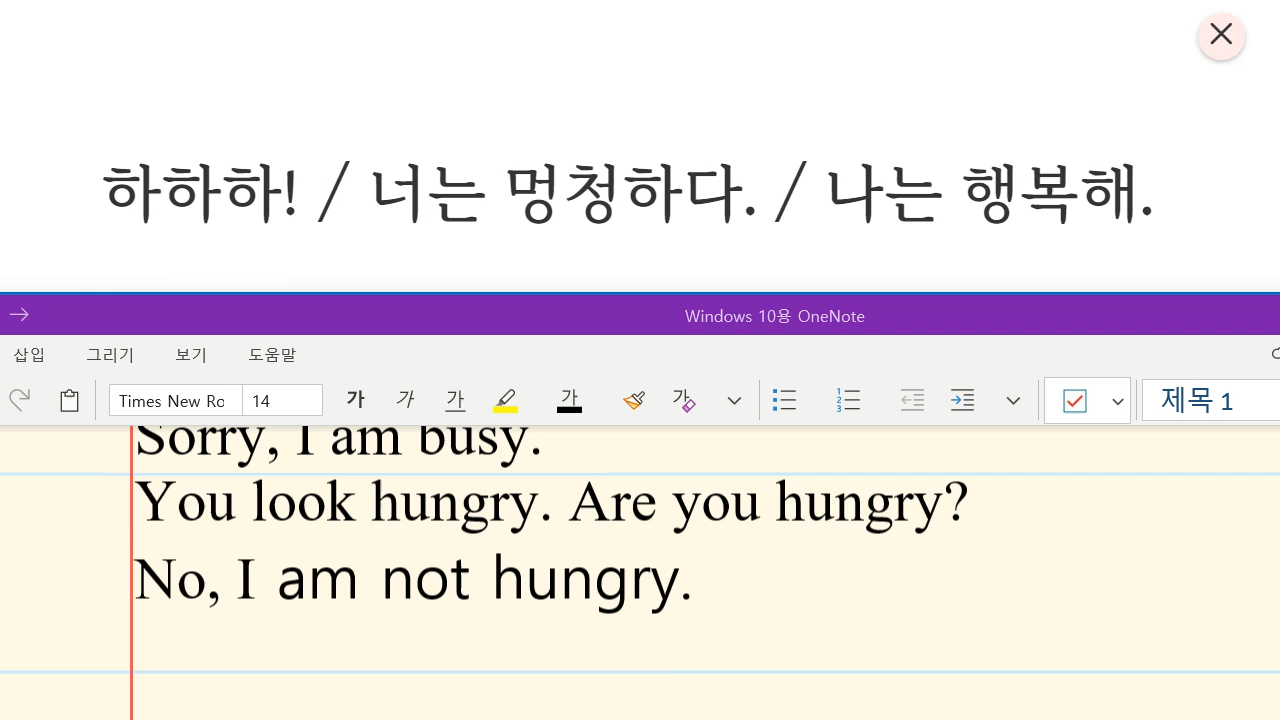 하하하! / 너는 멍청하다. / 나는 행복해.
Windows 10용 OneNote
삽입 그리기 보기 도움말
Times New Ro 14 가 가 가 가 가 제목 1
Sorry, I am busy.
You look hungry. Are you hungry?
No, I am not hungry.